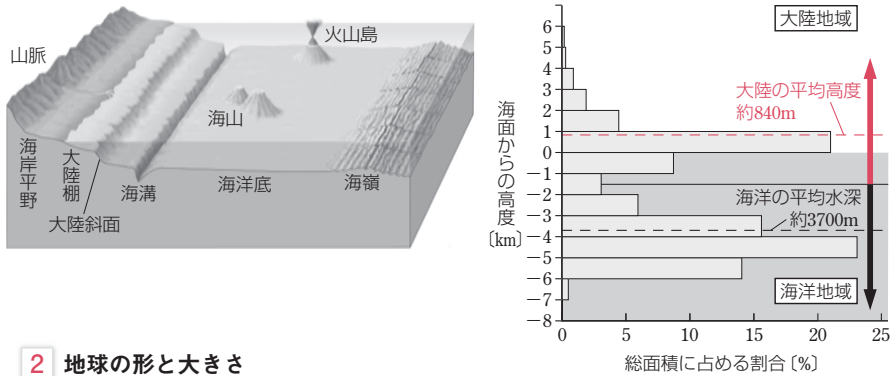 山脈
火山島
海山
海岸平野
大陸棚
大陸斜面
海溝
海洋底
海嶺
海面からの高度〔km〕
6
5
4
3
2
1
0
−1
−2
−3
−4
−5
−6
−7
−8
大陸地域
大陸の平均高度
約840m
海洋の平均水深
約3700m
海洋地域
0 5 10 15 20 25
総面積に占める割合〔%〕
2 地球の形と大きさ